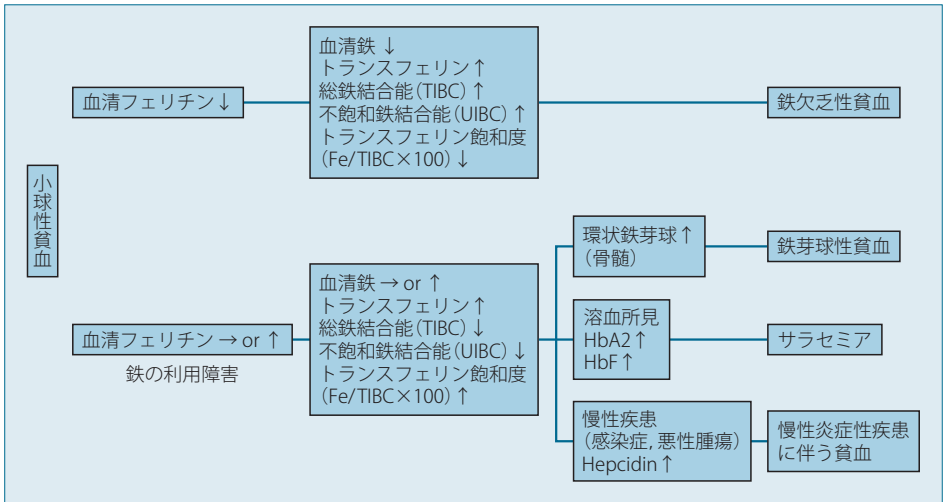 小球性貧血
血清フェリチン↓
血清鉄 ↓
トランスフェリン↑
総鉄結合能(TIBC)↑
不飽和鉄結合能(UIBC)↑
トランスフェリン飽和度
(Fe/TIBC×100)↓
鉄欠乏性貧血
血清フェリチン → or ↑
鉄の利用障害
血清鉄 → or ↑
トランスフェリン↑
総鉄結合能(TIBC)↓
不飽和鉄結合能(UIBC)↓
トランスフェリン飽和度
(Fe/TIBC×100)↑
環状鉄芽球↑
(骨髄)
鉄芽球性貧血
溶血所見
HbA2↑
HbF↑
サラセミア
慢性疾患
(感染症, 悪性腫瘍)
Hepcidin↑
慢性炎症性疾患
に伴う貧血